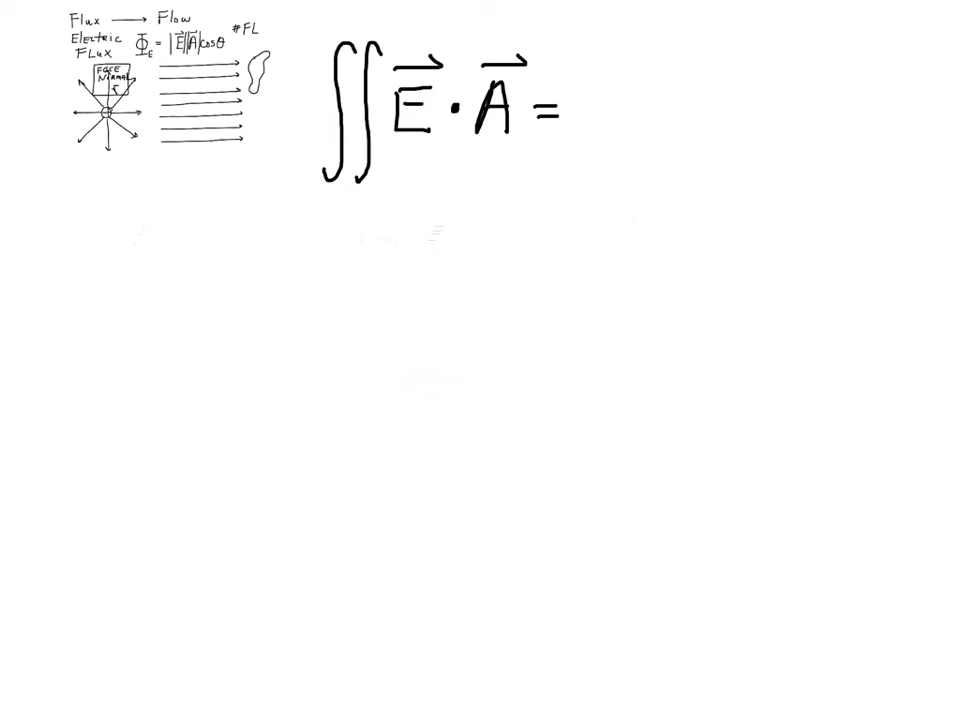 Flux → Flow
Electric Φ_E = |E⃗||A⃗|cosθ #FL
FLux
FACE
NORMAL
∬ E⃗ · A⃗ =